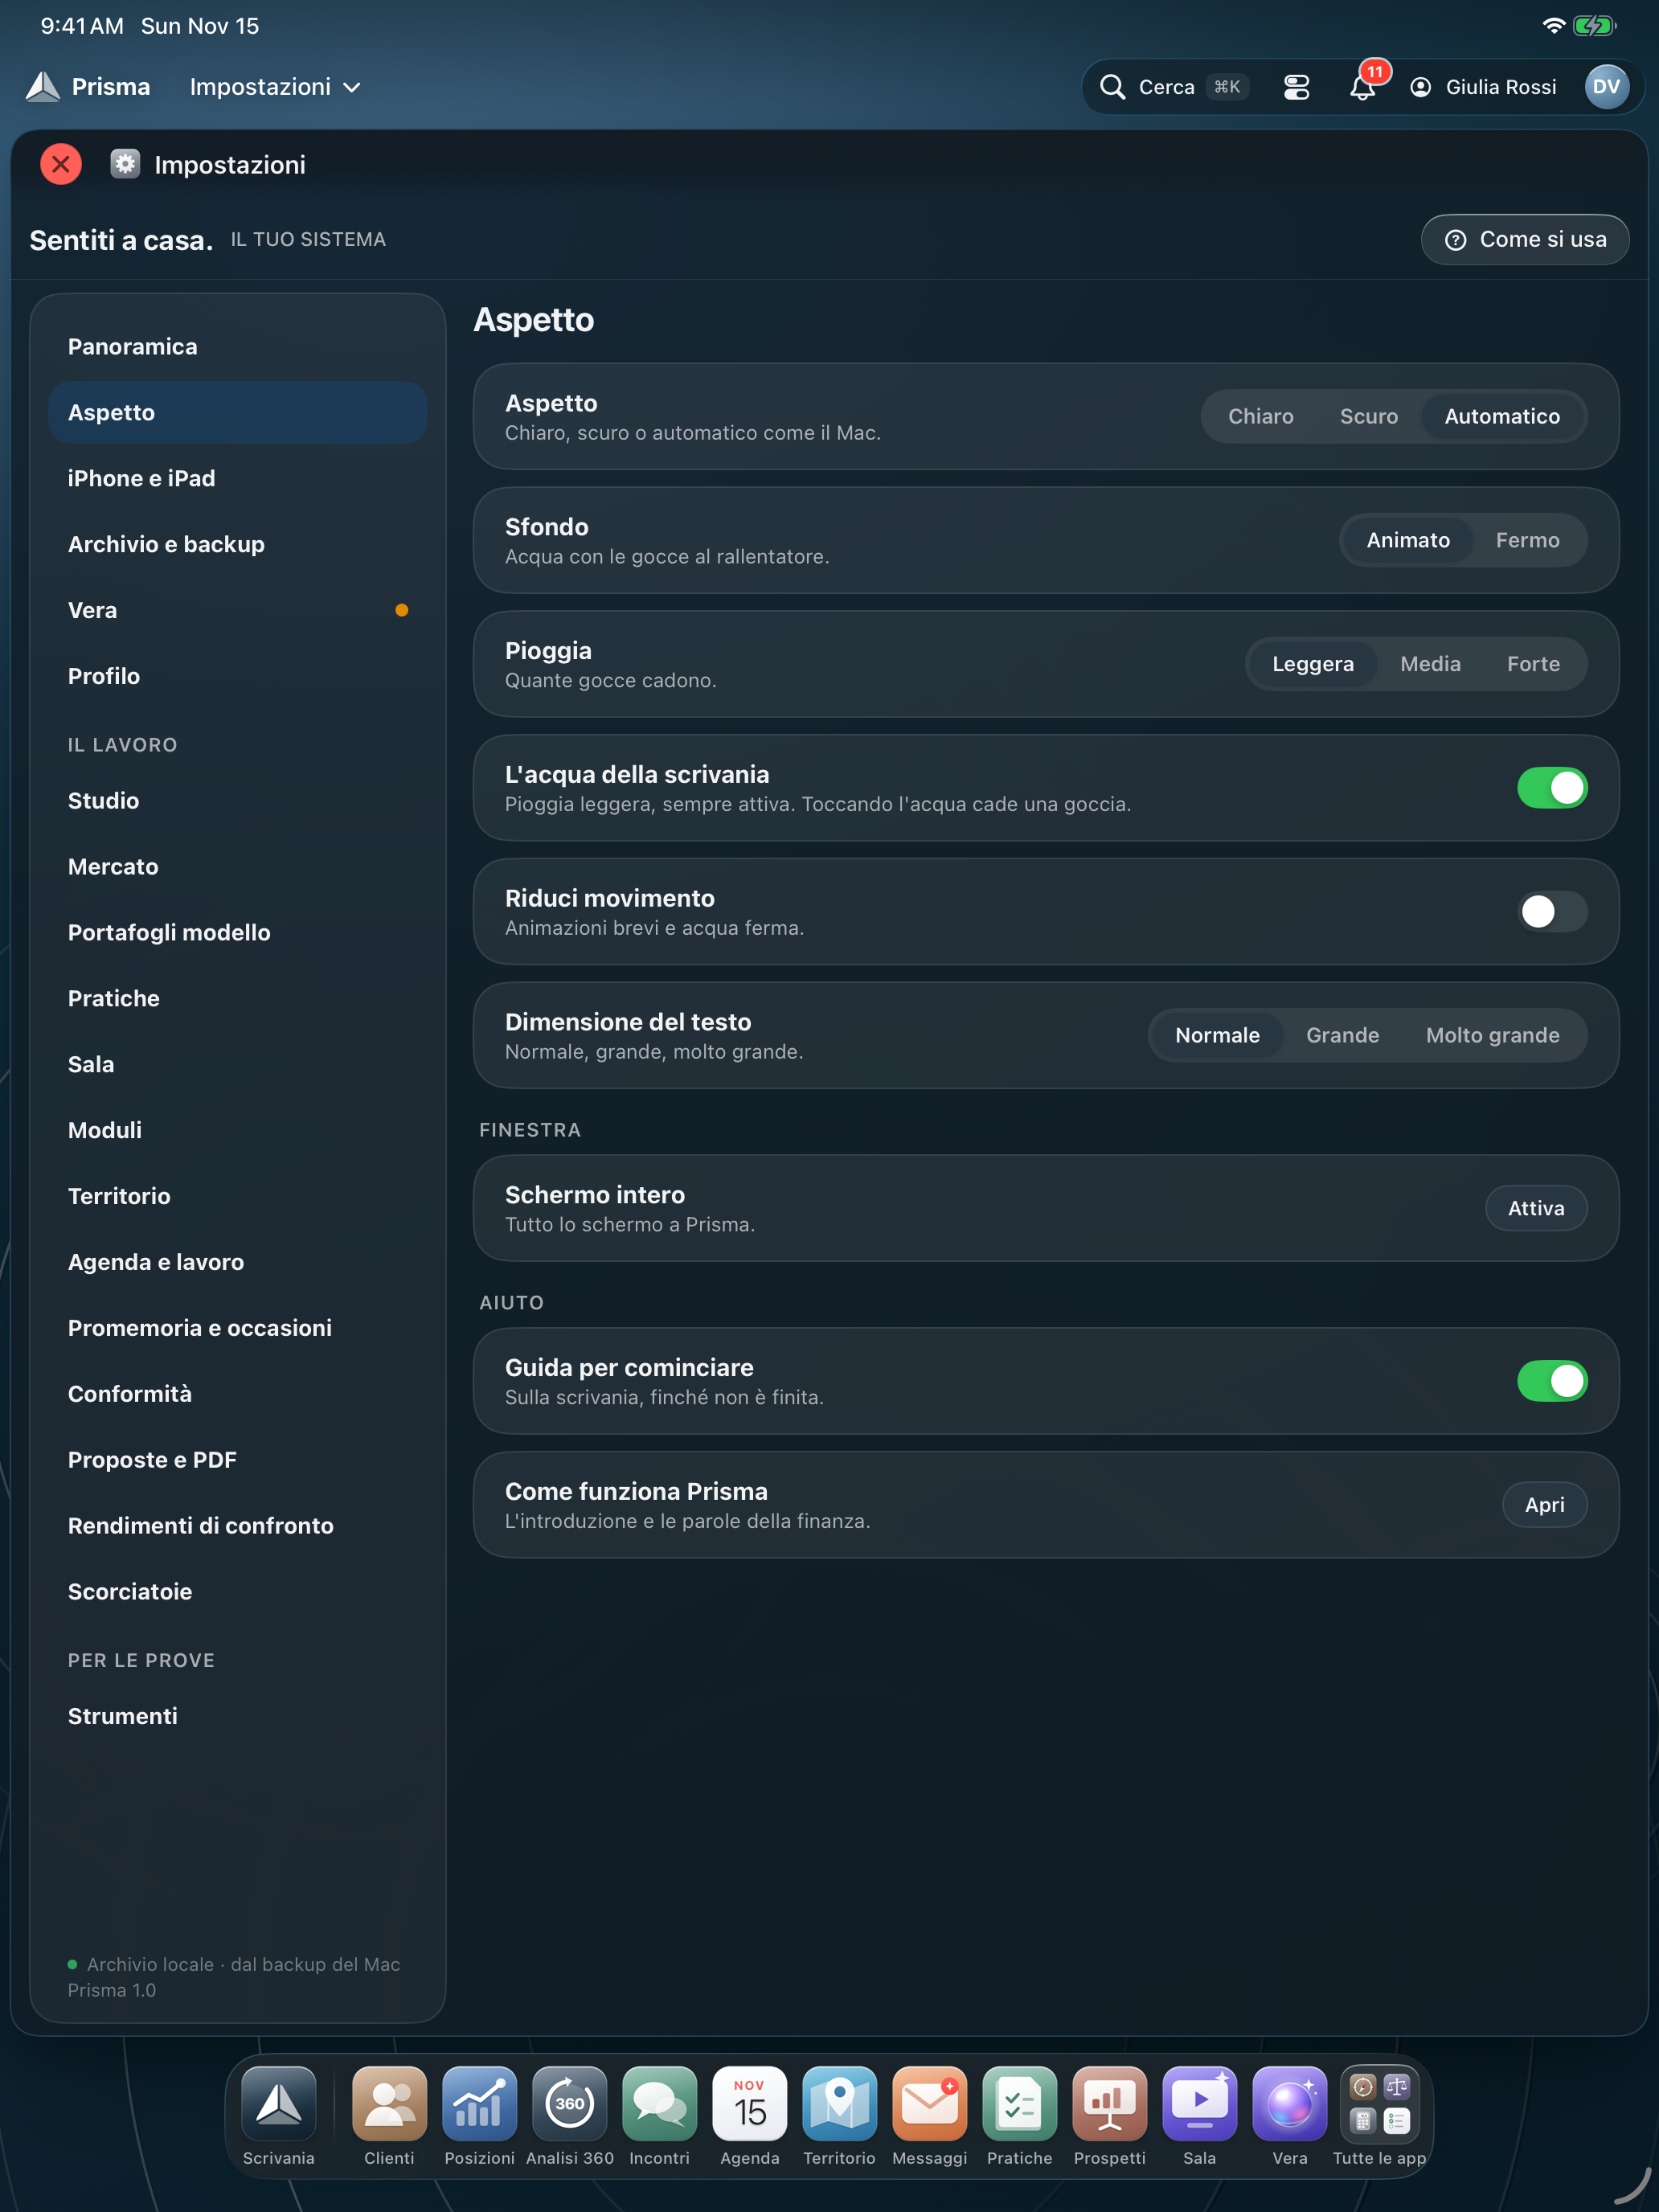 9:41 AM Sun Nov 15
Prisma Impostazioni
Cerca ⌘K
11
Giulia Rossi
DV
Impostazioni
Sentiti a casa. IL TUO SISTEMA
Come si usa
Panoramica
Aspetto
iPhone e iPad
Archivio e backup
Vera
Profilo
IL LAVORO
Studio
Mercato
Portafogli modello
Pratiche
Sala
Moduli
Territorio
Agenda e lavoro
Promemoria e occasioni
Conformità
Proposte e PDF
Rendimenti di confronto
Scorciatoie
PER LE PROVE
Strumenti
Archivio locale · dal backup del Mac
Prisma 1.0
Aspetto
Aspetto
Chiaro, scuro o automatico come il Mac.
Chiaro Scuro Automatico
Sfondo
Acqua con le gocce al rallentatore.
Animato Fermo
Pioggia
Quante gocce cadono.
Leggera Media Forte
L'acqua della scrivania
Pioggia leggera, sempre attiva. Toccando l'acqua cade una goccia.
Riduci movimento
Animazioni brevi e acqua ferma.
Dimensione del testo
Normale, grande, molto grande.
Normale Grande Molto grande
FINESTRA
Schermo intero
Tutto lo schermo a Prisma.
Attiva
AIUTO
Guida per cominciare
Sulla scrivania, finché non è finita.
Come funziona Prisma
L'introduzione e le parole della finanza.
Apri
360
NOV
15
Scrivania Clienti Posizioni Analisi 360 Incontri Agenda Territorio Messaggi Pratiche Prospetti Sala Vera Tutte le app